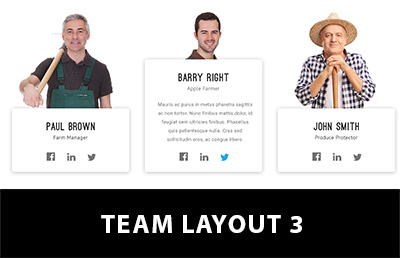 BARRY RIGHT
Apple Farmer
Mauris ac purus in metus pharetra sagittis
ac non tortor. Nunc finibus mattis dolor, id
feugiat sem ultrisies finibus. Phasellus
quis pellentesque nulla. Cras sed
sollicitudin eros, ac congue libero.
PAUL BROWN
Farm Manager
JOHN SMITH
Produce Protector
TEAM LAYOUT 3